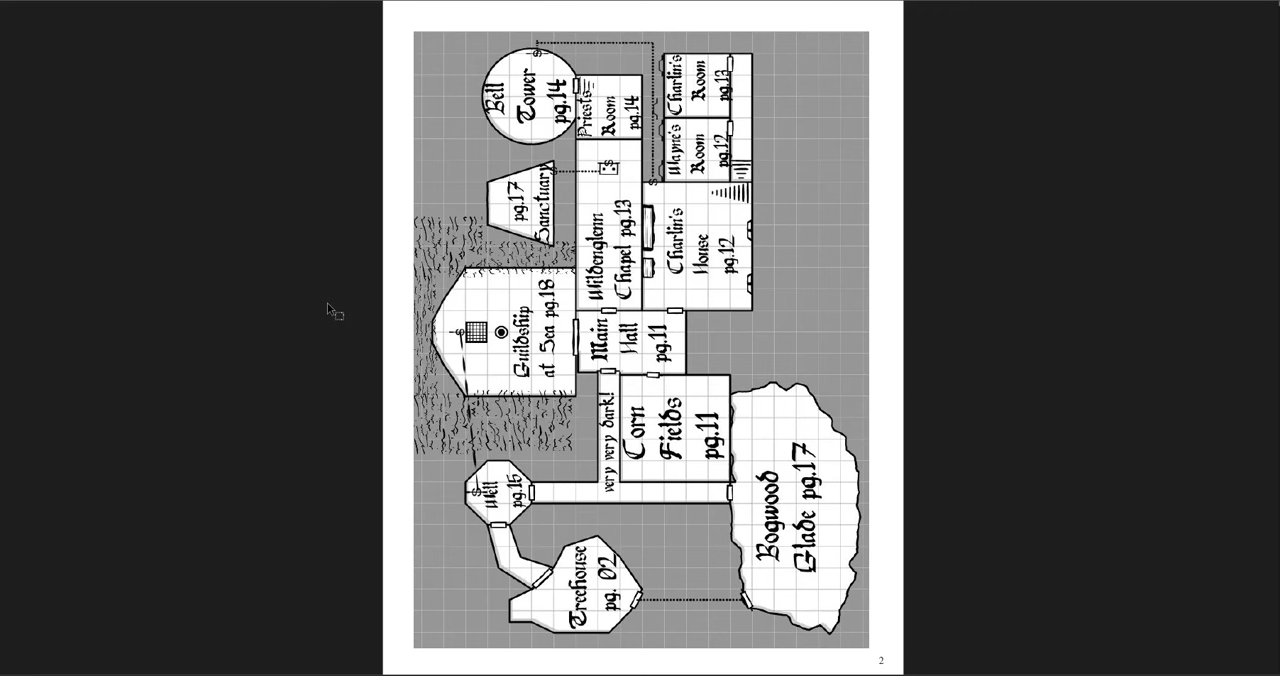 Bell
Tower
pg.14
Priests
Room
pg.14
Charlin's
Room
pg.13
Wayne's
Room
pg.12
pg.17
Sanctuary
Wildenglenn
Chapel pg.13
Charlin's
House
pg.12
Guildship
at Sea pg.18
Main
Hall
pg.11
very very dark!
Corn
Fields
pg.11
Well
pg.15
Bogwood
Glade pg.17
Treehouse
pg. 02
S
S
S
S
S
S
2